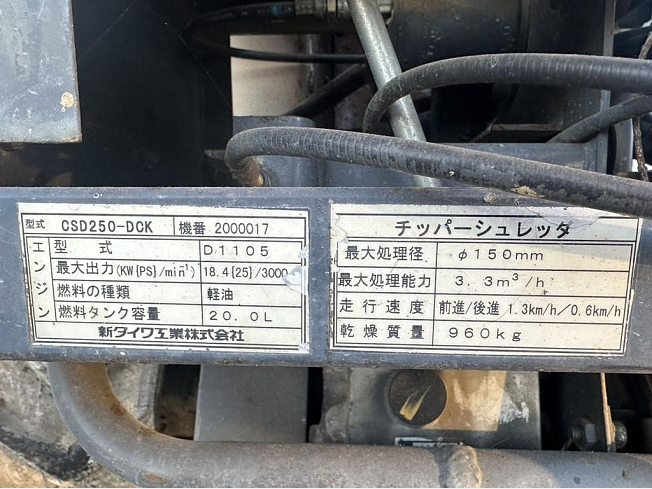 型式 CSD250-DCK 機番 2000017
エンジン
型式 D1105
最大出力(KW{PS}/min⁻¹) 18.4{25}/3000
燃料の種類 軽油
燃料タンク容量 20.0L
新ダイワ工業株式会社
チッパーシュレッタ
最大処理径 φ150mm
最大処理能力 3.3m³/h
走行速度 前進/後進 1.3km/h/0.6km/h
乾燥質量 960kg